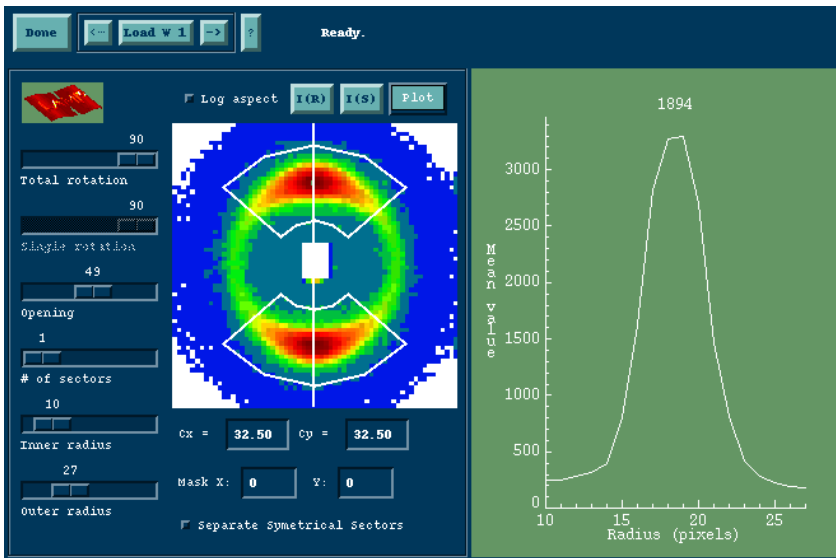 Done <-- Load W 1 --> ? Ready.
Log aspect I(R) I(S) Plot
90
Total rotation
90
Single rotation
49
Opening
1
# of sectors
10
Inner radius
27
Outer radius
Cx = 32.50 Cy = 32.50
Mask X: 0 Y: 0
Separate Symetrical Sectors
1894
Mean value
3000
2500
2000
1500
1000
500
0
10 15 20 25
Radius (pixels)